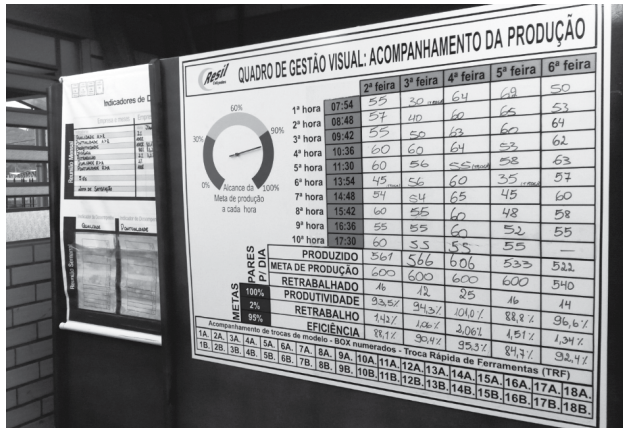 Resil
QUADRO DE GESTÃO VISUAL: ACOMPANHAMENTO DA PRODUÇÃO
Indicadores de
QUALIDADE
PONTUALIDADE
0% 30% 60% 90% 100%
Alcance da
Meta de produção
a cada hora
2ª feira 3ª feira 4ª feira 5ª feira 6ª feira
1ª hora 07:54 55 30 64 62 50
2ª hora 08:48 57 40 60 65 53
3ª hora 09:42 55 50 63 60 64
4ª hora 10:36 60 60 64 53 62
5ª hora 11:30 60 56 55 58 63
6ª hora 13:54 45 56 60 35 57
7ª hora 14:48 54 54 65 45 60
8ª hora 15:42 60 55 60 48 58
9ª hora 16:36 55 55 60 52 55
10ª hora 17:30 60 55 55 55 —
METAS
PARES P/ DIA
PRODUZIDO 561 566 606 533 522
META DE PRODUÇÃO 600 600 600 600 540
RETRABALHADO 16 12 25 16 14
100% PRODUTIVIDADE 93,5% 94,3% 101,0% 88,8% 96,6%
2% RETRABALHO 1,42% 1,06% 2,06% 1,51% 1,34%
95% EFICIÊNCIA 88,1% 90,4% 95,3% 84,7% 92,4%
Acompanhamento de trocas de modelo - BOX numerados - Troca Rápida de Ferramentas (TRF)
1A. 2A. 3A. 4A. 5A. 6A. 7A. 8A. 9A. 10A. 11A. 12A. 13A. 14A. 15A. 16A. 17A. 18A.
1B. 2B. 3B. 4B. 5B. 6B. 7B. 8B. 9B. 10B. 11B. 12B. 13B. 14B. 15B. 16B. 17B. 18B.